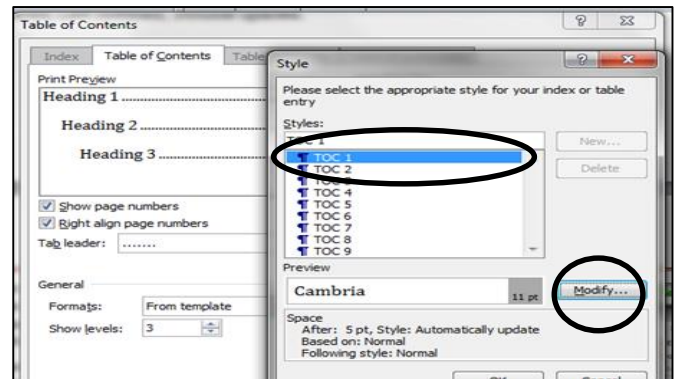 Table of Contents
Index Table of Contents Table
Print Preview
Heading 1
Heading 2
Heading 3
Show page numbers
Right align page numbers
Tab leader: .......
General
Formats: From template
Show levels: 3
Style
Please select the appropriate style for your index or table
entry
Styles:
TOC 1
New...
TOC 1
TOC 2
Delete
TOC 4
TOC 5
TOC 6
TOC 7
TOC 8
TOC 9
Preview
Cambria 11 pt
Modify...
Space
After: 5 pt, Style: Automatically update
Based on: Normal
Following style: Normal